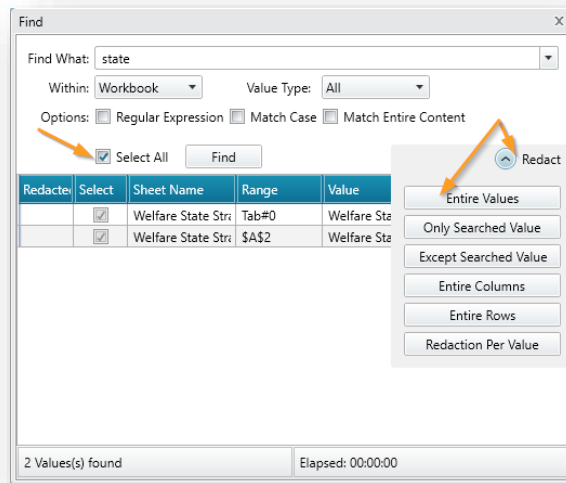 Find X
Find What: state
Within: Workbook Value Type: All
Options: Regular Expression Match Case Match Entire Content
Select All Find Redact
Redacted Select Sheet Name Range Value
Welfare State Stra Tab#0 Welfare Sta
Welfare State Stra $A$2 Welfare Sta
Entire Values
Only Searched Value
Except Searched Value
Entire Columns
Entire Rows
Redaction Per Value
2 Values(s) found Elapsed: 00:00:00